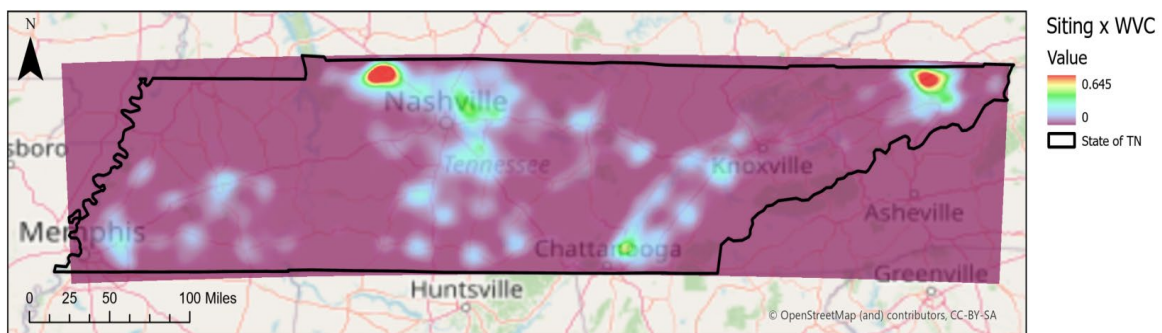 N
Siting x WVC
Value
0.645
0
State of TN
Nashville
Tennessee
sboro
Knoxville
Memphis
Asheville
Chattanooga
Greenville
Huntsville
0 25 50 100 Miles
© OpenStreetMap (and) contributors, CC-BY-SA